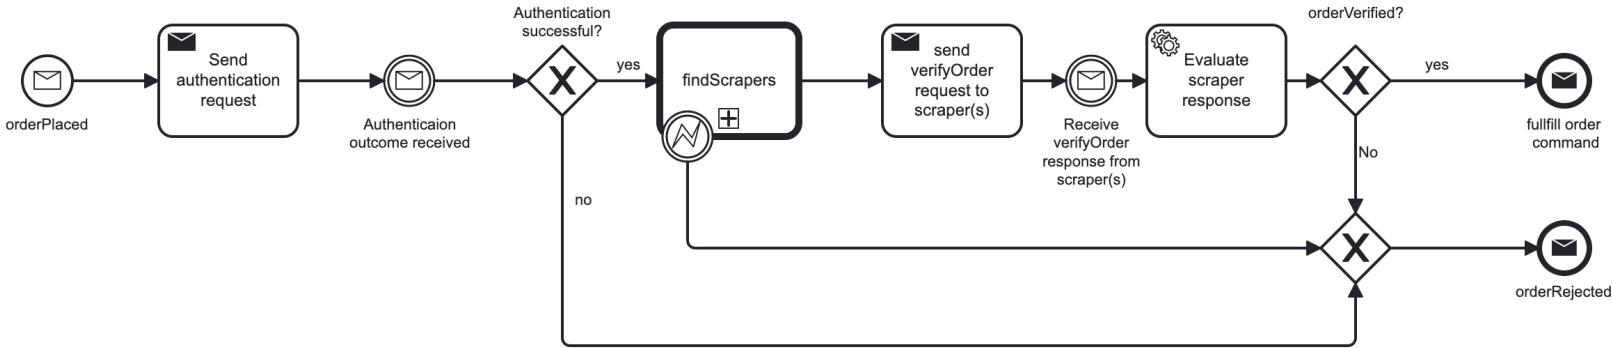 orderPlaced
Send
authentication
request
Authenticaion
outcome received
Authentication
successful?
yes
no
findScrapers
send
verifyOrder
request to
scraper(s)
Receive
verifyOrder
response from
scraper(s)
Evaluate
scraper
response
orderVerified?
yes
No
fullfill order
command
orderRejected